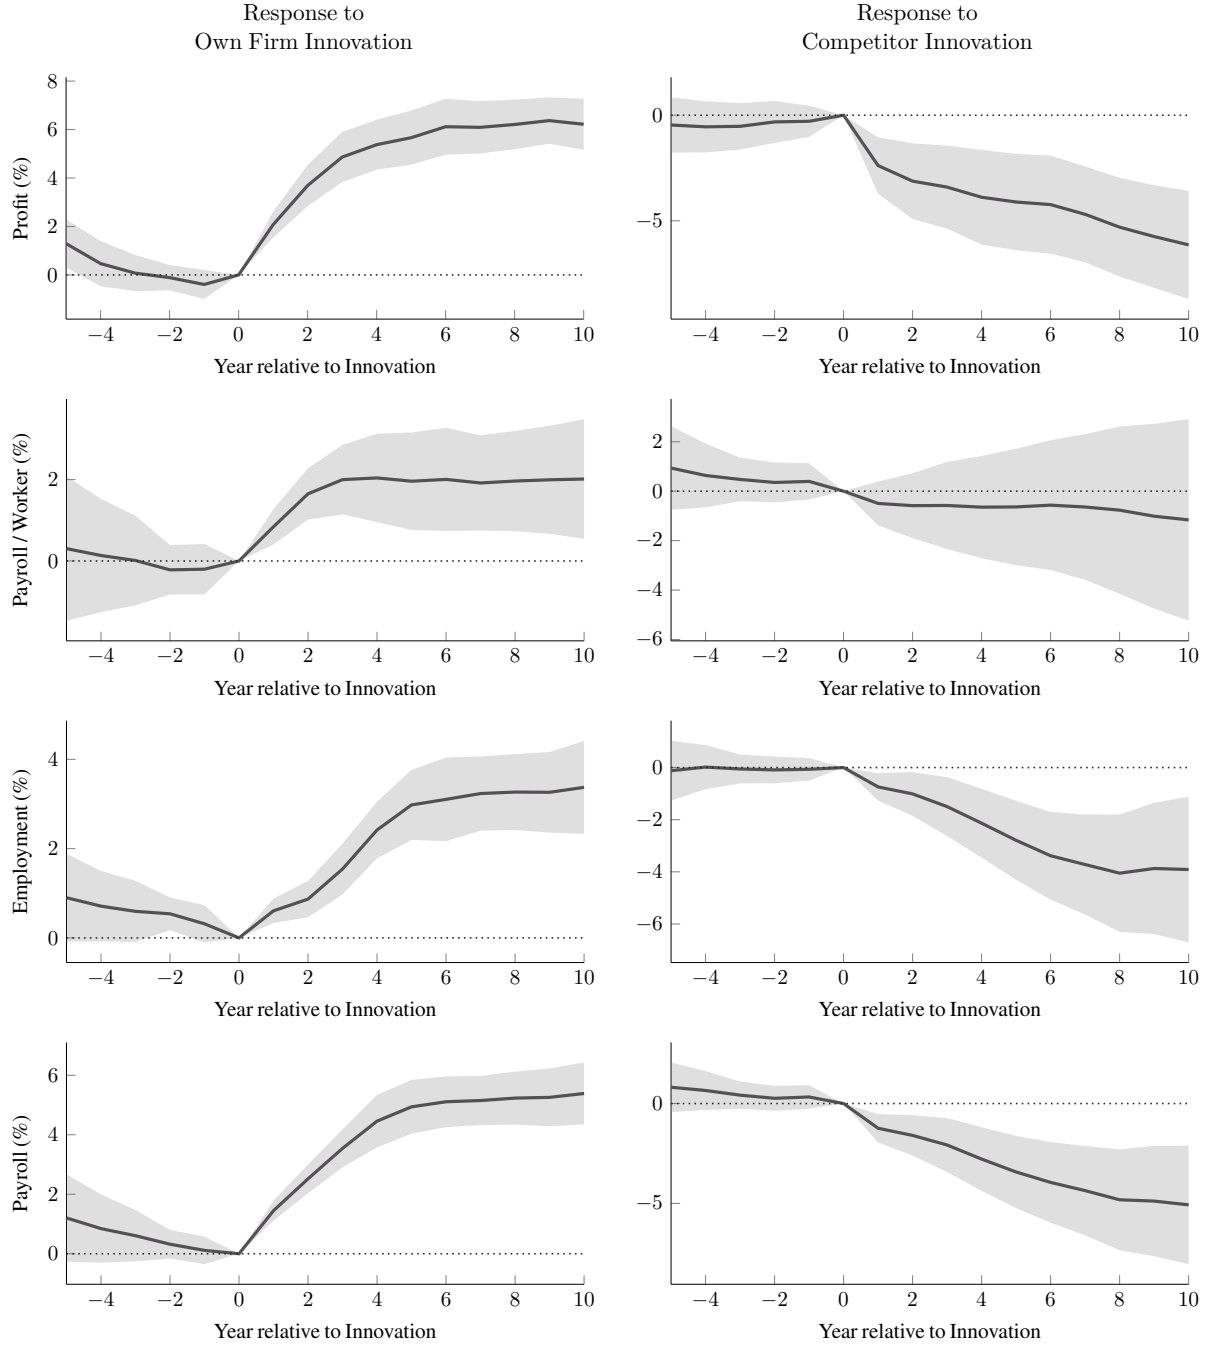 Response to
Own Firm Innovation
Response to
Competitor Innovation
Profit (%)
8
6
4
2
0
−4 −2 0 2 4 6 8 10
Year relative to Innovation
0
−5
−4 −2 0 2 4 6 8 10
Year relative to Innovation
Payroll / Worker (%)
2
0
−4 −2 0 2 4 6 8 10
Year relative to Innovation
2
0
−2
−4
−6
−4 −2 0 2 4 6 8 10
Year relative to Innovation
Employment (%)
4
2
0
−4 −2 0 2 4 6 8 10
Year relative to Innovation
0
−2
−4
−6
−4 −2 0 2 4 6 8 10
Year relative to Innovation
Payroll (%)
6
4
2
0
−4 −2 0 2 4 6 8 10
Year relative to Innovation
0
−5
−4 −2 0 2 4 6 8 10
Year relative to Innovation